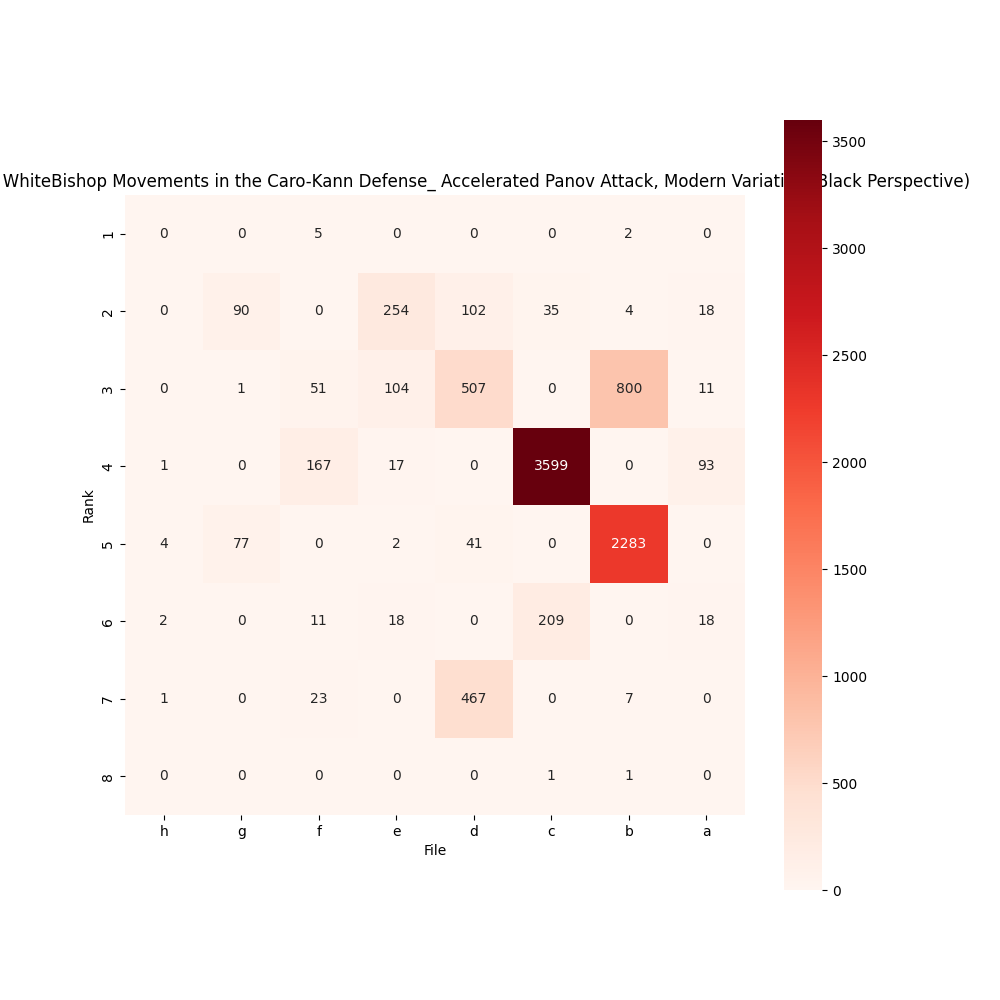 WhiteBishop Movements in the Caro-Kann Defense_ Accelerated Panov Attack, Modern Black Perspective)
3500
3000
2500
2000
1500
1000
500
0
Rank
1 0 0 5 0 0 0 2 0
2 0 90 0 254 102 35 4 18
3 0 1 51 104 507 0 800 11
4 1 0 167 17 0 3599 0 93
5 4 77 0 2 41 0 2283 0
6 2 0 11 18 0 209 0 18
7 1 0 23 0 467 0 7 0
8 0 0 0 0 0 1 1 0
h g f e d c b a
File